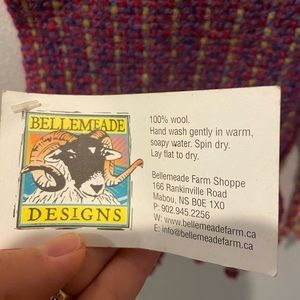 BELLEMEADE
DESIGNS
100% wool.
Hand wash gently in warm,
soapy water. Spin dry.
Lay flat to dry.
Bellemeade Farm Shoppe
166 Rankinville Road
Mabou, NS B0E 1X0
P: 902.945.2256
W: www.bellemeadefarm.ca
E: info@bellemeadefarm.ca